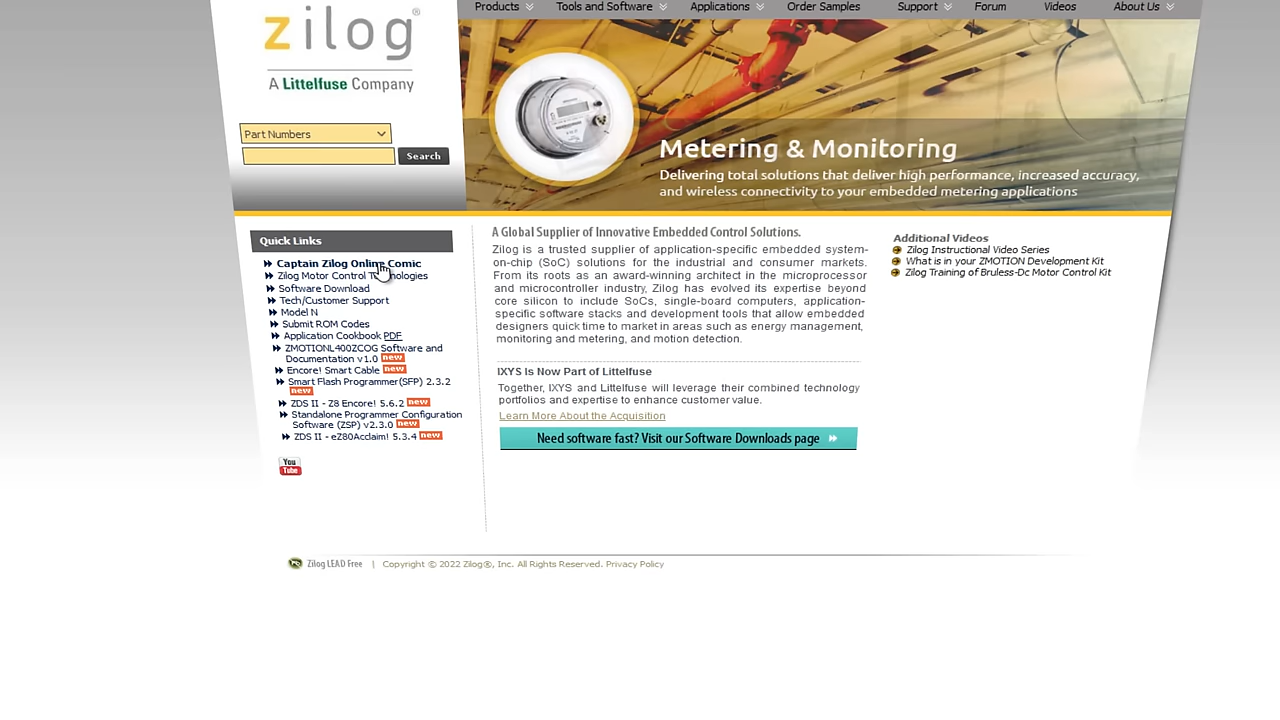 Products
Tools and Software
Applications
Order Samples
Support
Forum
Videos
About Us
zilog®
A Littelfuse Company
Part Numbers
Search
Metering & Monitoring
Delivering total solutions that deliver high performance, increased accuracy,
and wireless connectivity to your embedded metering applications
Quick Links
Captain Zilog Online Comic
Zilog Motor Control Technologies
Software Download
Tech/Customer Support
Model N
Submit ROM Codes
Application Cookbook PDF
ZMOTIONL400ZCOG Software and
Documentation v1.0 new
Encore! Smart Cable new
Smart Flash Programmer(SFP) 2.3.2
new
ZDS II - Z8 Encore! 5.6.2 new
Standalone Programmer Configuration
Software (ZSP) v2.3.0 new
ZDS II - eZ80Acclaim! 5.3.4 new
You
Tube
A Global Supplier of Innovative Embedded Control Solutions.
Zilog is a trusted supplier of application-specific embedded system-
on-chip (SoC) solutions for the industrial and consumer markets.
From its roots as an award-winning architect in the microprocessor
and microcontroller industry, Zilog has evolved its expertise beyond
core silicon to include SoCs, single-board computers, application-
specific software stacks and development tools that allow embedded
designers quick time to market in areas such as energy management,
monitoring and metering, and motion detection.
IXYS Is Now Part of Littelfuse
Together, IXYS and Littelfuse will leverage their combined technology
portfolios and expertise to enhance customer value.
Learn More About the Acquisition
Need software fast? Visit our Software Downloads page
Additional Videos
Zilog Instructional Video Series
What is in your ZMOTION Development Kit
Zilog Training of Bruless-Dc Motor Control Kit
Zilog LEAD Free | Copyright © 2022 Zilog®, Inc. All Rights Reserved. Privacy Policy